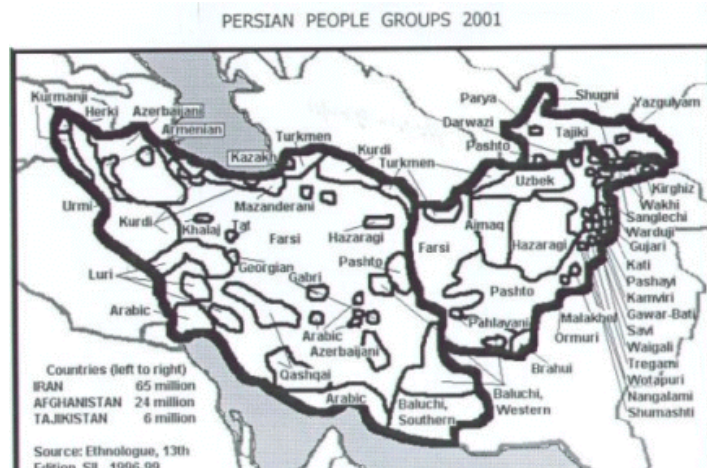 PERSIAN PEOPLE GROUPS 2001
Kurmanji
Herki
Azerbaijani
Armenian
Kazakh
Turkmen
Kurdi
Turkmen
Parya
Shugni
Yazgulyam
Darwazi
Tajiki
Pashto
Uzbek
Kirghiz
Wakhi
Sanglechi
Warduji
Gujari
Kati
Pashayi
Kamviri
Gawar-Bati
Savi
Waigali
Tregami
Wotapuri
Nangalami
Shumashti
Urmi
Kurdi
Khalaj
Tat
Mazanderani
Farsi
Hazaragi
Farsi
Aimaq
Hazaragi
Luri
Georgian
Gabri
Pashto
Pashto
Arabic
Arabic
Azerbaijani
Pahlavani
Malakhel
Ormuri
Brahui
Qashqai
Arabic
Baluchi,
Southern
Baluchi,
Western
Countries (left to right)
IRAN 65 million
AFGHANISTAN 24 million
TAJIKISTAN 6 million
Source: Ethnologue, 13th
Edition, SIL, 1996-99